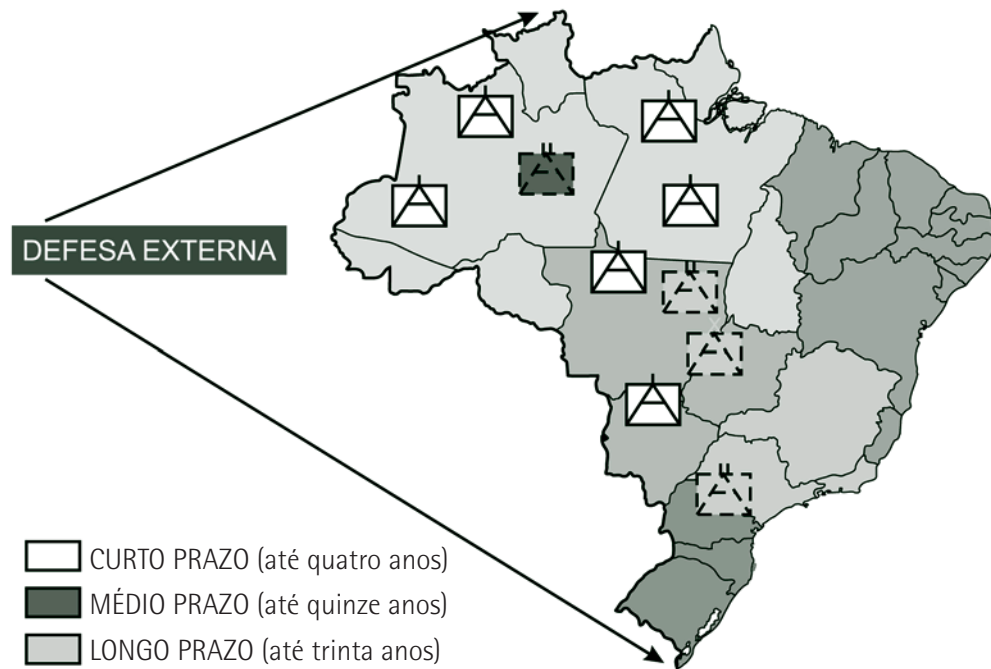 DEFESA EXTERNA
CURTO PRAZO (até quatro anos)
MÉDIO PRAZO (até quinze anos)
LONGO PRAZO (até trinta anos)